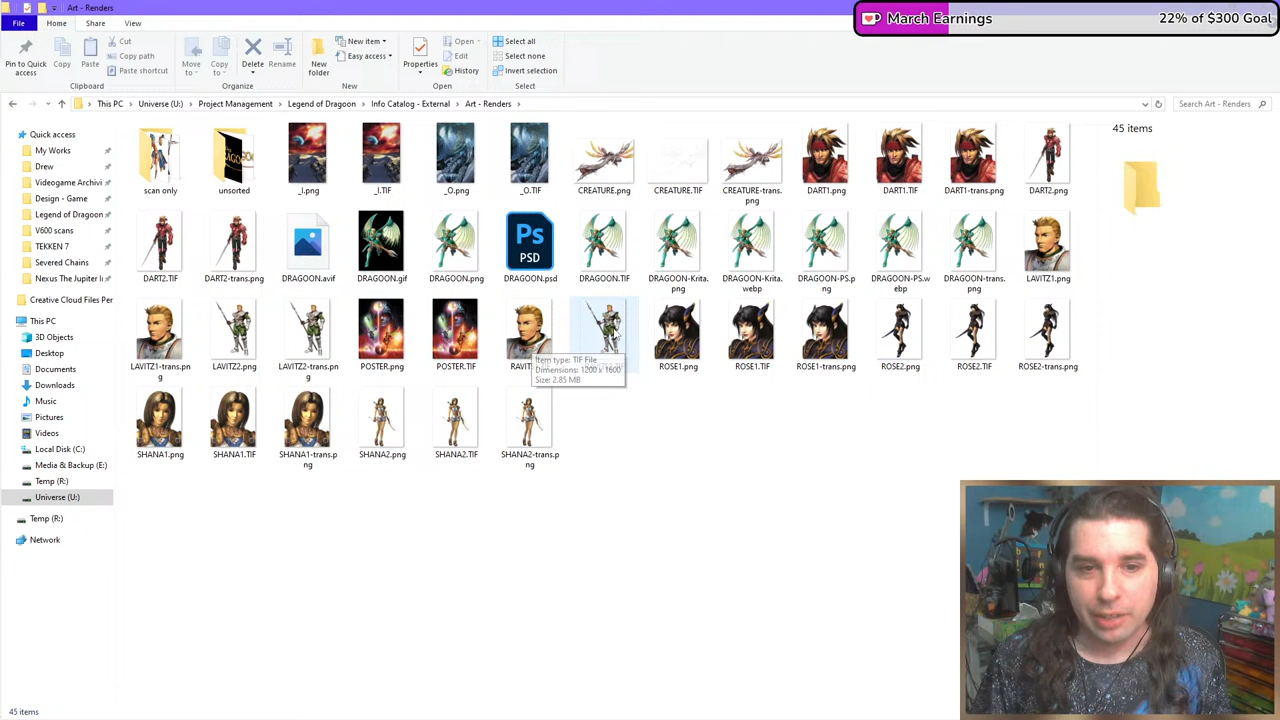 Art - Renders
March Earnings
22% of $300 Goal
File
Home
Share
View
Pin to Quick access
Copy
Paste
Cut
Copy path
Paste shortcut
Clipboard
Move to
Copy to
Delete
Rename
Organize
New folder
New item
Easy access
New
Properties
Open
Edit
History
Open
Select all
Select none
Invert selection
Select
This PC
Universe (U:)
Project Management
Legend of Dragoon
Info Catalog - External
Art - Renders
Search Art - Renders
Quick access
My Works
Drew
Videogame Archivi
Design - Game
Legend of Dragoon
V600 scans
TEKKEN 7
Severed Chains
Nexus The Jupiter I
Creative Cloud Files Per
This PC
3D Objects
Desktop
Documents
Downloads
Music
Pictures
Videos
Local Disk (C:)
Media & Backup (E:)
Temp (R:)
Universe (U:)
Temp (R:)
Network
scan only
unsorted
_I.png
_I.TIF
_O.png
_O.TIF
CREATURE.png
CREATURE.TIF
CREATURE-trans.png
DART1.png
DART1.TIF
DART1-trans.png
DART2.png
DART2.TIF
DART2-trans.png
DRAGOON.avif
DRAGOON.gif
DRAGOON.png
PS
PSD
DRAGOON.psd
DRAGOON.TIF
DRAGOON-Krita.png
DRAGOON-Krita.webp
DRAGOON-PS.png
DRAGOON-PS.webp
DRAGOON-trans.png
LAVITZ1.png
LAVITZ1-trans.png
LAVITZ2.png
LAVITZ2-trans.png
POSTER.png
POSTER.TIF
RAVIT
Item type: TIF File
Dimensions: 1200 x 1600
Size: 2.85 MB
ROSE1.png
ROSE1.TIF
ROSE1-trans.png
ROSE2.png
ROSE2.TIF
ROSE2-trans.png
SHANA1.png
SHANA1.TIF
SHANA1-trans.png
SHANA2.png
SHANA2.TIF
SHANA2-trans.png
45 items
45 items